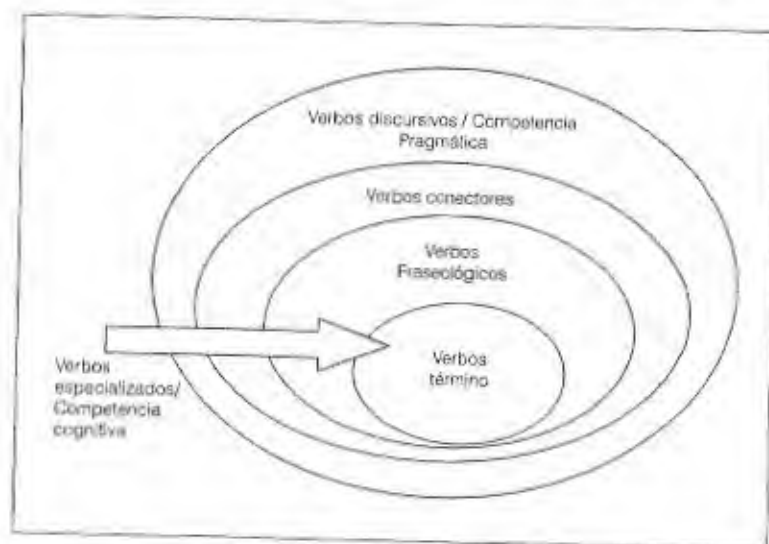 Verbos discursivos / Competencia
Pragmática
Verbos conectores
Verbos
Fraseológicos
Verbos
término
Verbos
especializados/
Competencia
cognitiva